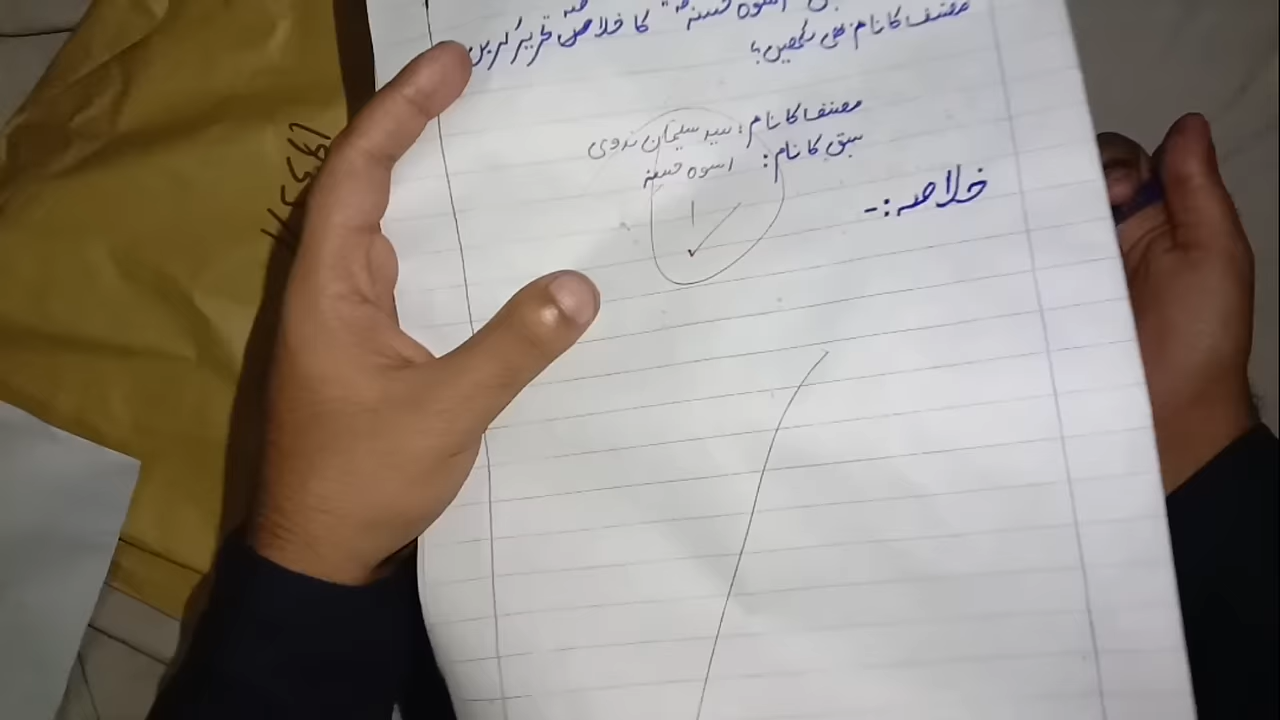 اسوہ حسنہ" کا خلاصہ تحریر کریں
مصنف کا نام بھی لکھیں؟
مصنف کا نام: سید سلیمان ندوی
سبق کا نام: اسوہ حسنہ
خلاصہ:-